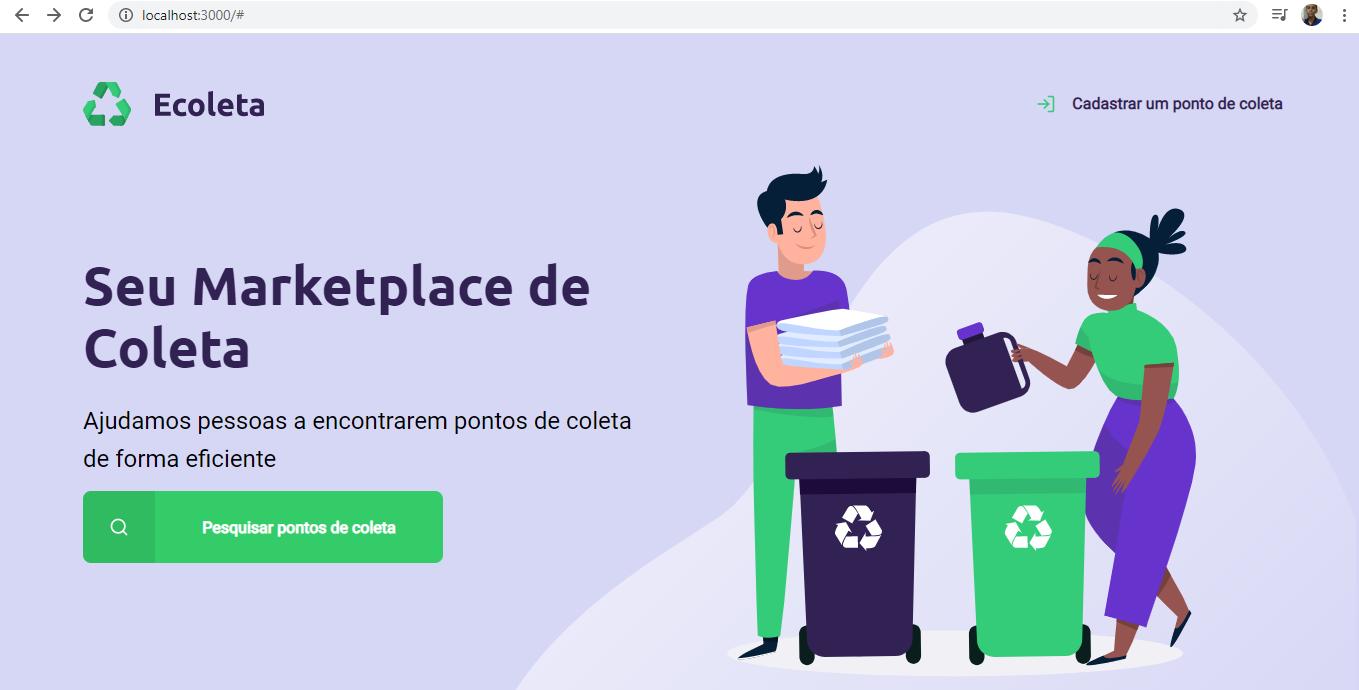 localhost:3000/#
Ecoleta
Cadastrar um ponto de coleta
Seu Marketplace de
Coleta
Ajudamos pessoas a encontrarem pontos de coleta
de forma eficiente
Pesquisar pontos de coleta